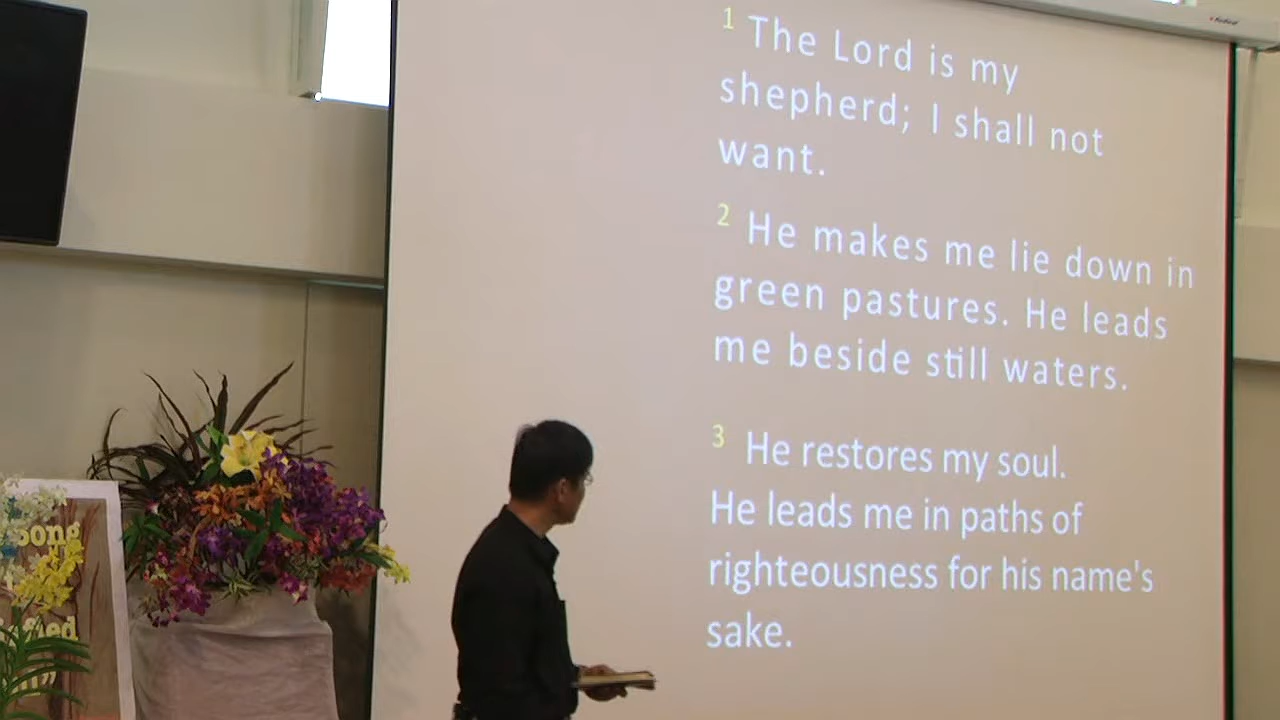 1 The Lord is my
shepherd; I shall not
want.
2 He makes me lie down in
green pastures. He leads
me beside still waters.
3 He restores my soul.
He leads me in paths of
righteousness for his name's
sake.
song